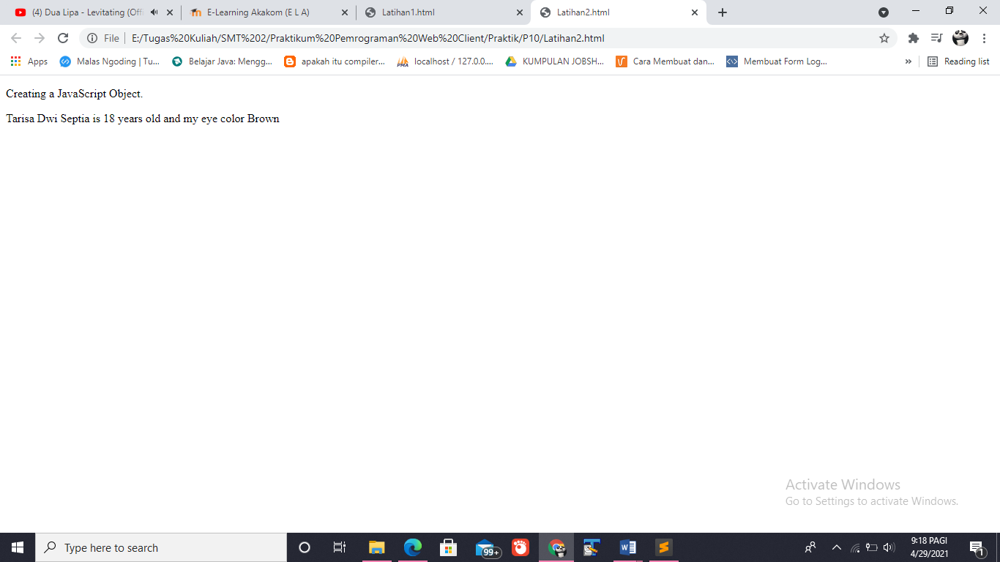 (4) Dua Lipa - Levitating (Offi
E-Learning Akakom (E L A)
Latihan1.html
Latihan2.html
File
E:/Tugas%20Kuliah/SMT%202/Praktikum%20Pemrograman%20Web%20Client/Praktik/P10/Latihan2.html
Apps
Malas Ngoding | Tu...
Belajar Java: Mengg...
apakah itu compiler...
PMA
localhost / 127.0.0....
KUMPULAN JOBSH...
Cara Membuat dan...
Membuat Form Log...
»
Reading list
Creating a JavaScript Object.
Tarisa Dwi Septia is 18 years old and my eye color Brown
Activate Windows
Go to Settings to activate Windows.
Type here to search
99+
9:18 PAGI
4/29/2021
1